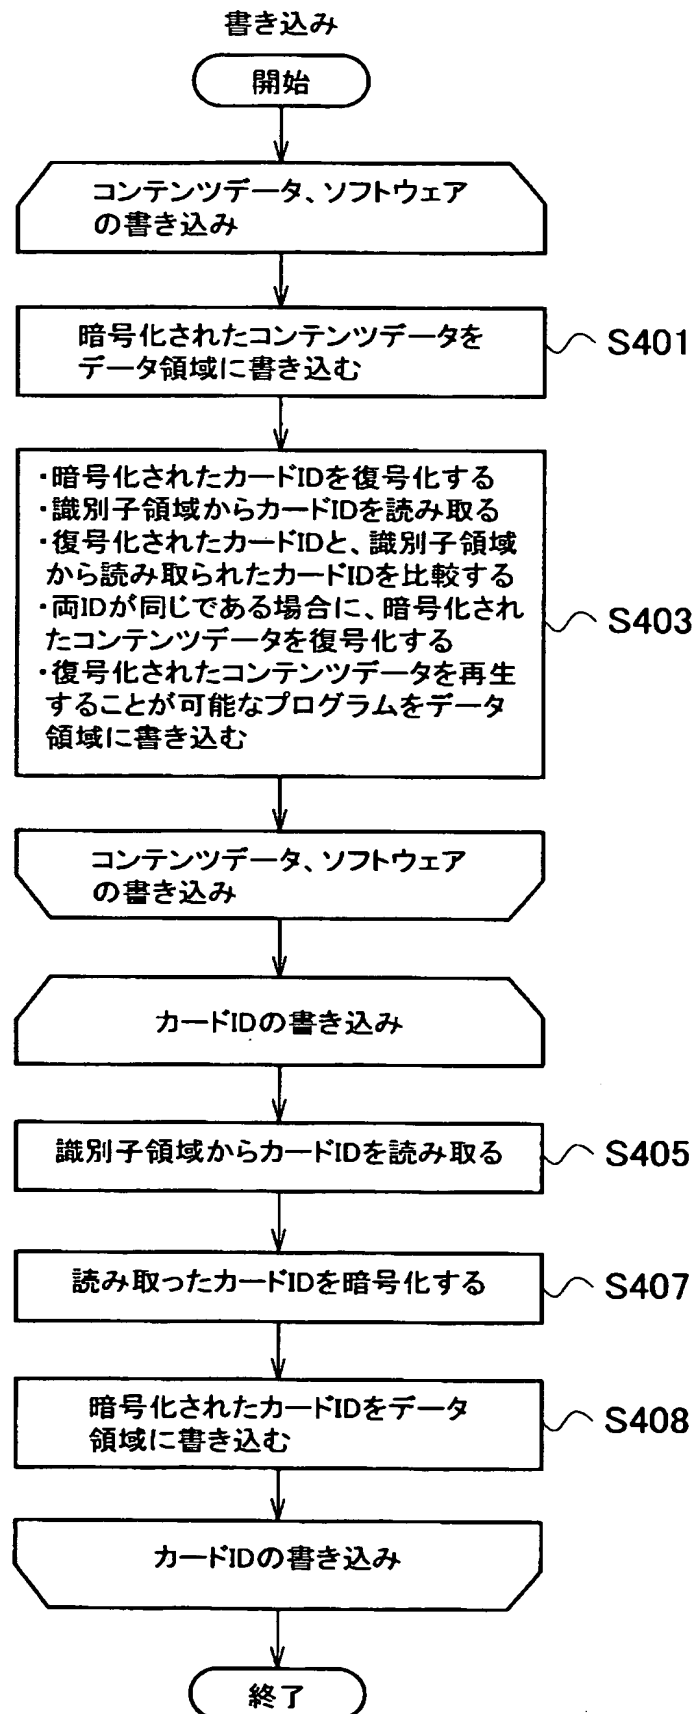 書き込み
開始
コンテンツデータ、ソフトウェア
の書き込み
暗号化されたコンテンツデータを
データ領域に書き込む
S401
・暗号化されたカードIDを復号化する
・識別子領域からカードIDを読み取る
・復号化されたカードIDと、識別子領域
から読み取られたカードIDを比較する
・両IDが同じである場合に、暗号化され
たコンテンツデータを復号化する
・復号化されたコンテンツデータを再生
することが可能なプログラムをデータ
領域に書き込む
S403
コンテンツデータ、ソフトウェア
の書き込み
カードIDの書き込み
識別子領域からカードIDを読み取る
S405
読み取ったカードIDを暗号化する
S407
暗号化されたカードIDをデータ
領域に書き込む
S408
カードIDの書き込み
終了